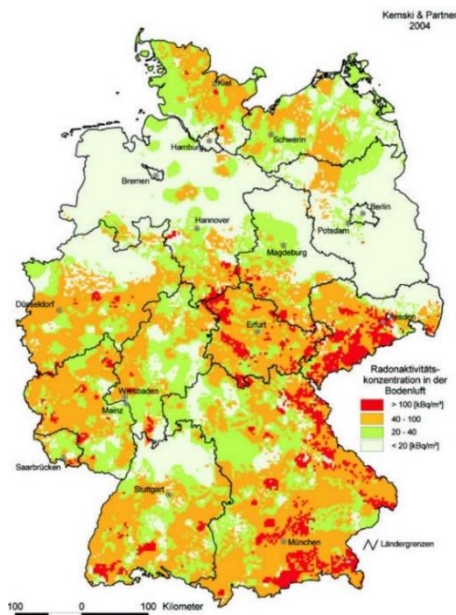 Kemski & Partner
2004
Kiel
Schwerin
Hamburg
Bremen
Berlin
Hannover
Potsdam
Magdeburg
Düsseldorf
Dresden
Erfurt
Wiesbaden
Mainz
Saarbrücken
Stuttgart
München
Radonaktivitäts-
konzentration in der
Bodenluft
> 100 [kBq/m³]
40 - 100
20 - 40
< 20 [kBq/m³]
Ländergrenzen
100 0 100 Kilometer